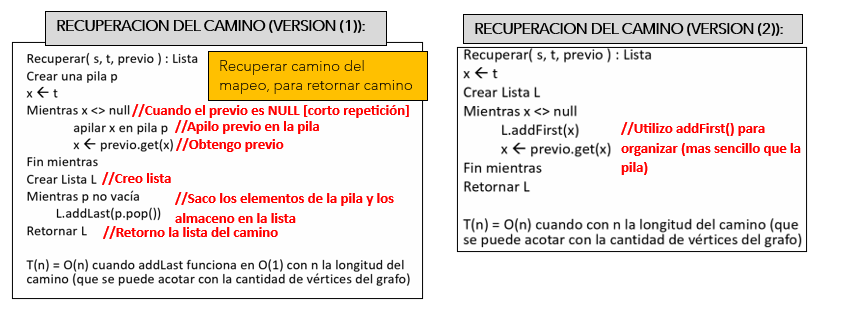 RECUPERACION DEL CAMINO (VERSION (1)):
Recuperar( s, t, previo ) : Lista
Crear una pila p
x ← t
Mientras x <> null //Cuando el previo es NULL [corto repetición]
apilar x en pila p //Apilo previo en la pila
x ← previo.get(x) //Obtengo previo
Fin mientras
Crear Lista L //Creo lista
Mientras p no vacía //Saco los elementos de la pila y los
L.addLast(p.pop()) almaceno en la lista
Retornar L //Retorno la lista del camino
T(n) = O(n) cuando addLast funciona en O(1) con n la longitud del
camino (que se puede acotar con la cantidad de vértices del grafo)
Recuperar camino del
mapeo, para retornar camino
RECUPERACION DEL CAMINO (VERSION (2)):
Recuperar( s, t, previo ) : Lista
x ← t
Crear Lista L
Mientras x <> null
L.addFirst(x) //Utilizo addFirst() para
x ← previo.get(x) organizar (mas sencillo que la
Fin mientras pila)
Retornar L
T(n) = O(n) cuando con n la longitud del camino (que
se puede acotar con la cantidad de vértices del grafo)